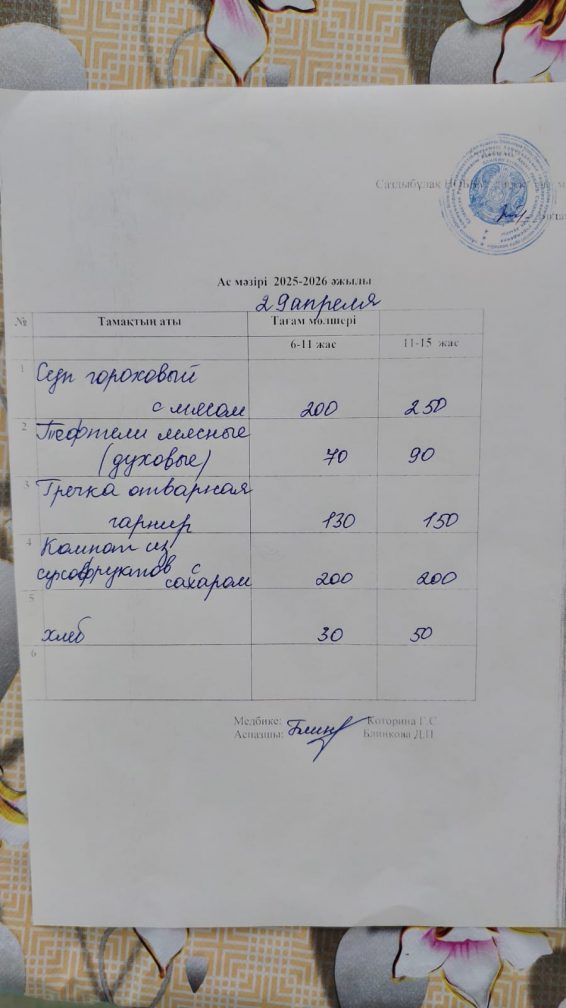 Саздыбұлақ
Ас мәзірі 2025-2026 әжылы
29 апреля
№ Тамақтың аты Тағам мөлшері
6-11 жас 11-15 жас
1 Суп гороховый
с мясом 200 250
2 Тефтели мясные
(духовые) 70 90
3 Гречка отварная
гарнир 130 150
4 Компот из
сухофруктов с
сахаром 200 200
5
хлеб 30 50
6
Медбике: Которина Г.С
Аспазшы: Блинкова Д.П